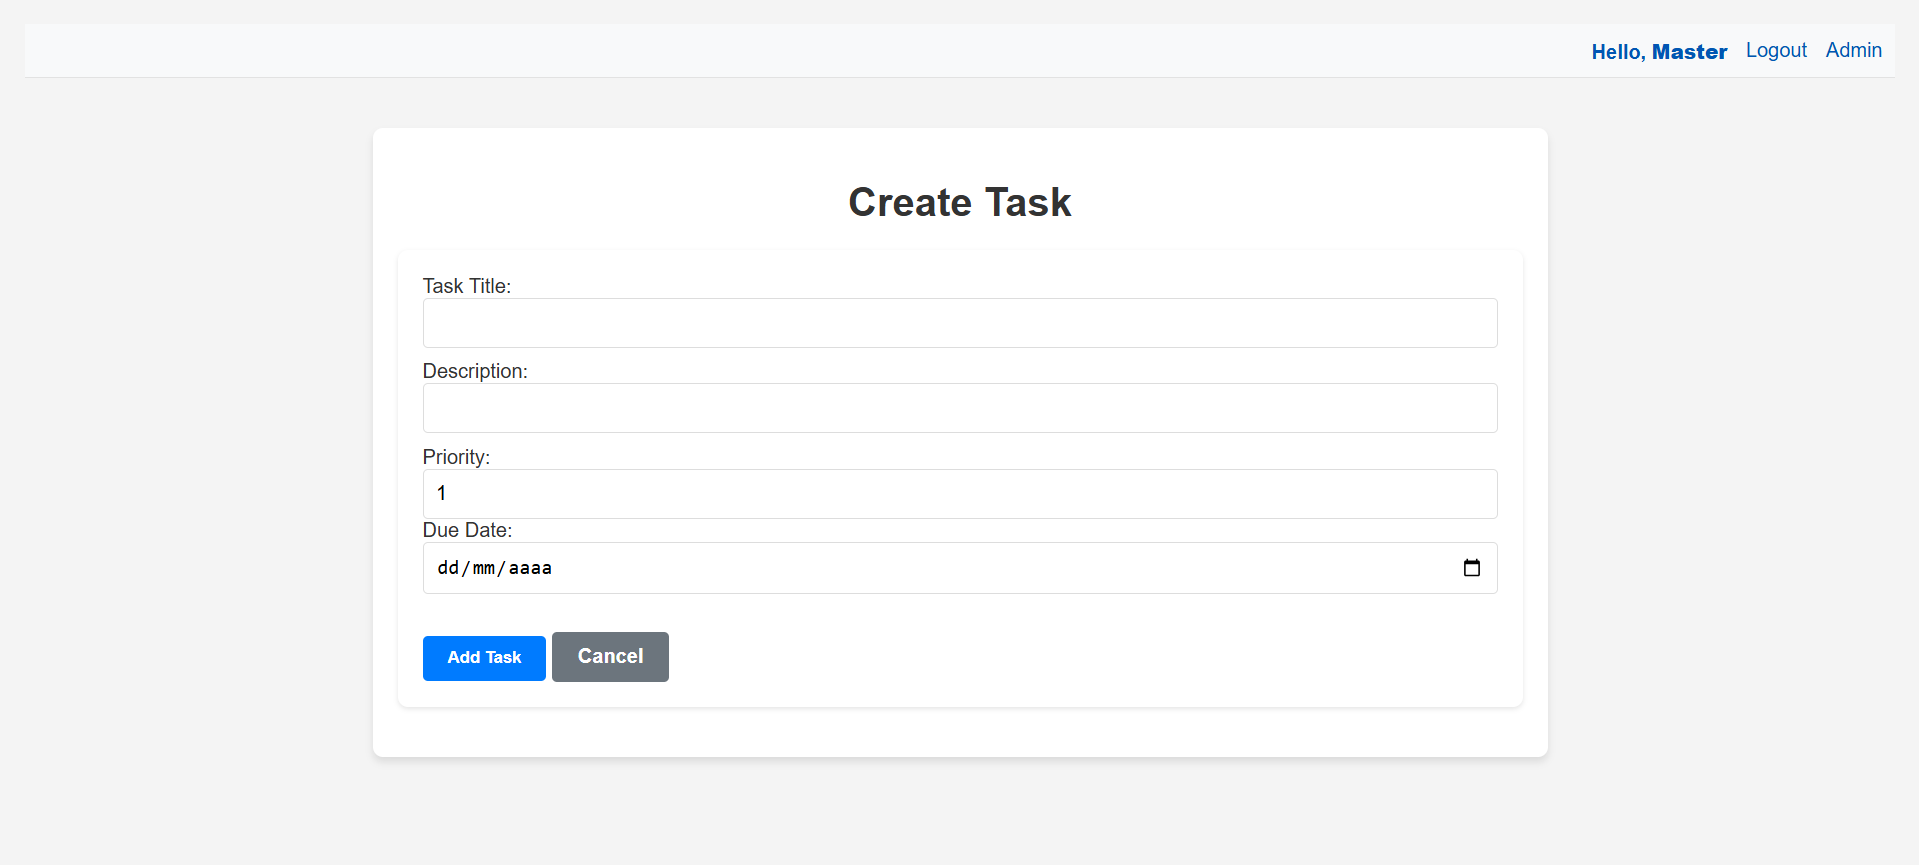 Hello, Master Logout Admin
Create Task
Task Title:
Description:
Priority:
1
Due Date:
dd/mm/aaaa
Add Task Cancel